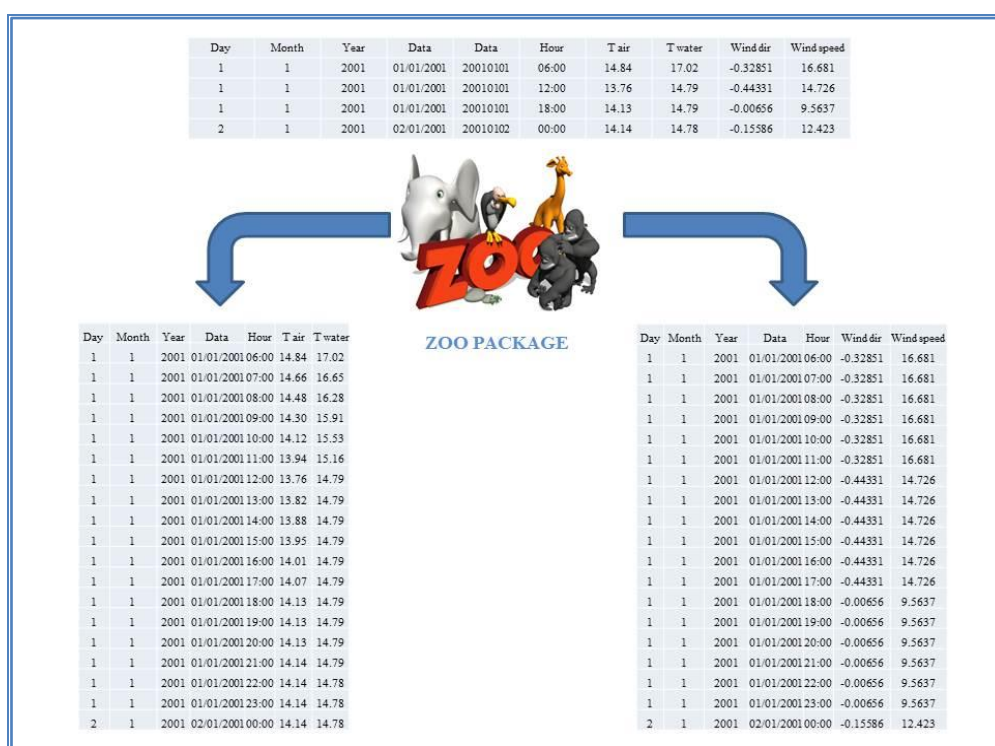 Day Month Year Data Data Hour T air T water Wind dir Wind speed
1 1 2001 01/01/2001 20010101 06:00 14.84 17.02 -0.32851 16.681
1 1 2001 01/01/2001 20010101 12:00 13.76 14.79 -0.44331 14.726
1 1 2001 01/01/2001 20010101 18:00 14.13 14.79 -0.00656 9.5637
2 1 2001 02/01/2001 20010102 00:00 14.14 14.78 -0.15586 12.423
ZOO
ZOO PACKAGE
Day Month Year Data Hour T air T water
1 1 2001 01/01/2001 06:00 14.84 17.02
1 1 2001 01/01/2001 07:00 14.66 16.65
1 1 2001 01/01/2001 08:00 14.48 16.28
1 1 2001 01/01/2001 09:00 14.30 15.91
1 1 2001 01/01/2001 10:00 14.12 15.53
1 1 2001 01/01/2001 11:00 13.94 15.16
1 1 2001 01/01/2001 12:00 13.76 14.79
1 1 2001 01/01/2001 13:00 13.82 14.79
1 1 2001 01/01/2001 14:00 13.88 14.79
1 1 2001 01/01/2001 15:00 13.95 14.79
1 1 2001 01/01/2001 16:00 14.01 14.79
1 1 2001 01/01/2001 17:00 14.07 14.79
1 1 2001 01/01/2001 18:00 14.13 14.79
1 1 2001 01/01/2001 19:00 14.13 14.79
1 1 2001 01/01/2001 20:00 14.13 14.79
1 1 2001 01/01/2001 21:00 14.14 14.79
1 1 2001 01/01/2001 22:00 14.14 14.78
1 1 2001 01/01/2001 23:00 14.14 14.78
2 1 2001 02/01/2001 00:00 14.14 14.78
Day Month Year Data Hour Wind dir Wind speed
1 1 2001 01/01/2001 06:00 -0.32851 16.681
1 1 2001 01/01/2001 07:00 -0.32851 16.681
1 1 2001 01/01/2001 08:00 -0.32851 16.681
1 1 2001 01/01/2001 09:00 -0.32851 16.681
1 1 2001 01/01/2001 10:00 -0.32851 16.681
1 1 2001 01/01/2001 11:00 -0.32851 16.681
1 1 2001 01/01/2001 12:00 -0.44331 14.726
1 1 2001 01/01/2001 13:00 -0.44331 14.726
1 1 2001 01/01/2001 14:00 -0.44331 14.726
1 1 2001 01/01/2001 15:00 -0.44331 14.726
1 1 2001 01/01/2001 16:00 -0.44331 14.726
1 1 2001 01/01/2001 17:00 -0.44331 14.726
1 1 2001 01/01/2001 18:00 -0.00656 9.5637
1 1 2001 01/01/2001 19:00 -0.00656 9.5637
1 1 2001 01/01/2001 20:00 -0.00656 9.5637
1 1 2001 01/01/2001 21:00 -0.00656 9.5637
1 1 2001 01/01/2001 22:00 -0.00656 9.5637
1 1 2001 01/01/2001 23:00 -0.00656 9.5637
2 1 2001 02/01/2001 00:00 -0.15586 12.423